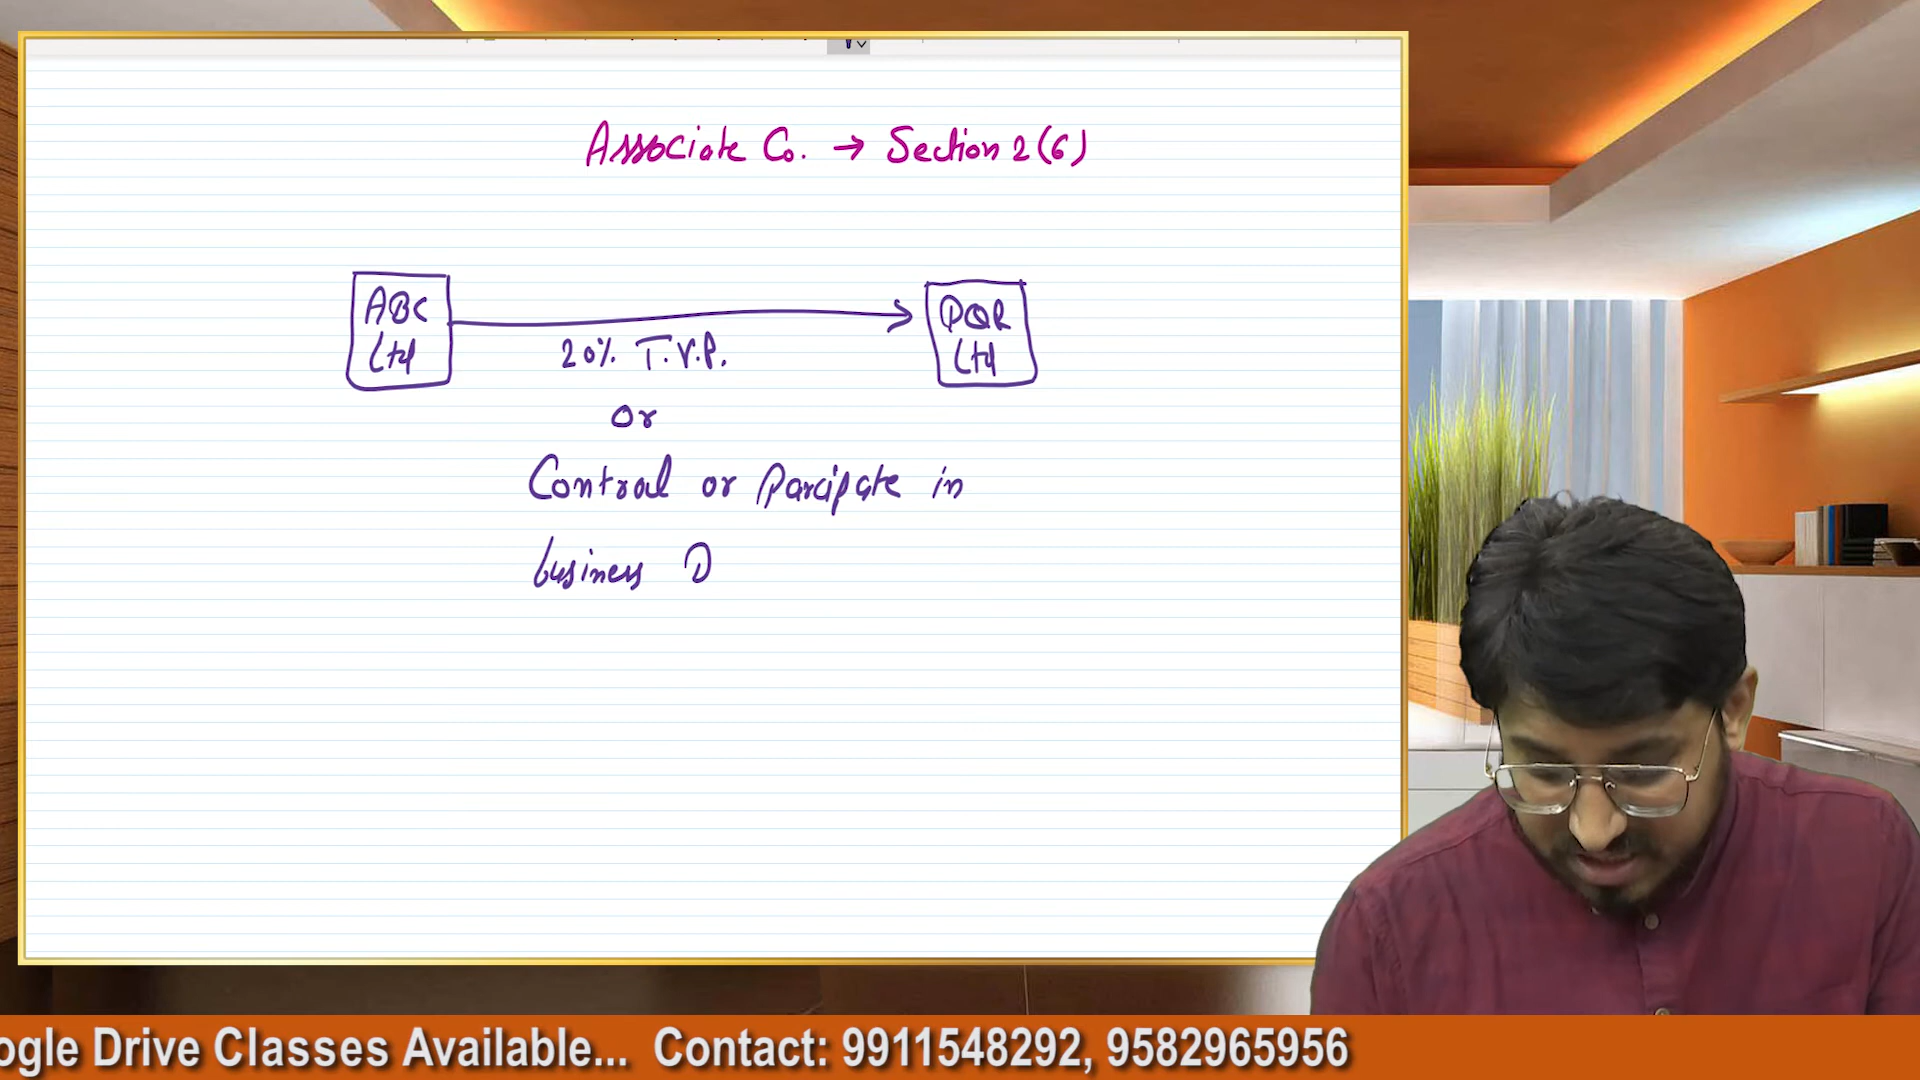 Associate Co. → Section 2(6)
ABC
Ltd
20% T.V.P.
PQR
Ltd
or
Control or Parcipate in
business D
ogle Drive Classes Available... Contact: 9911548292, 9582965956